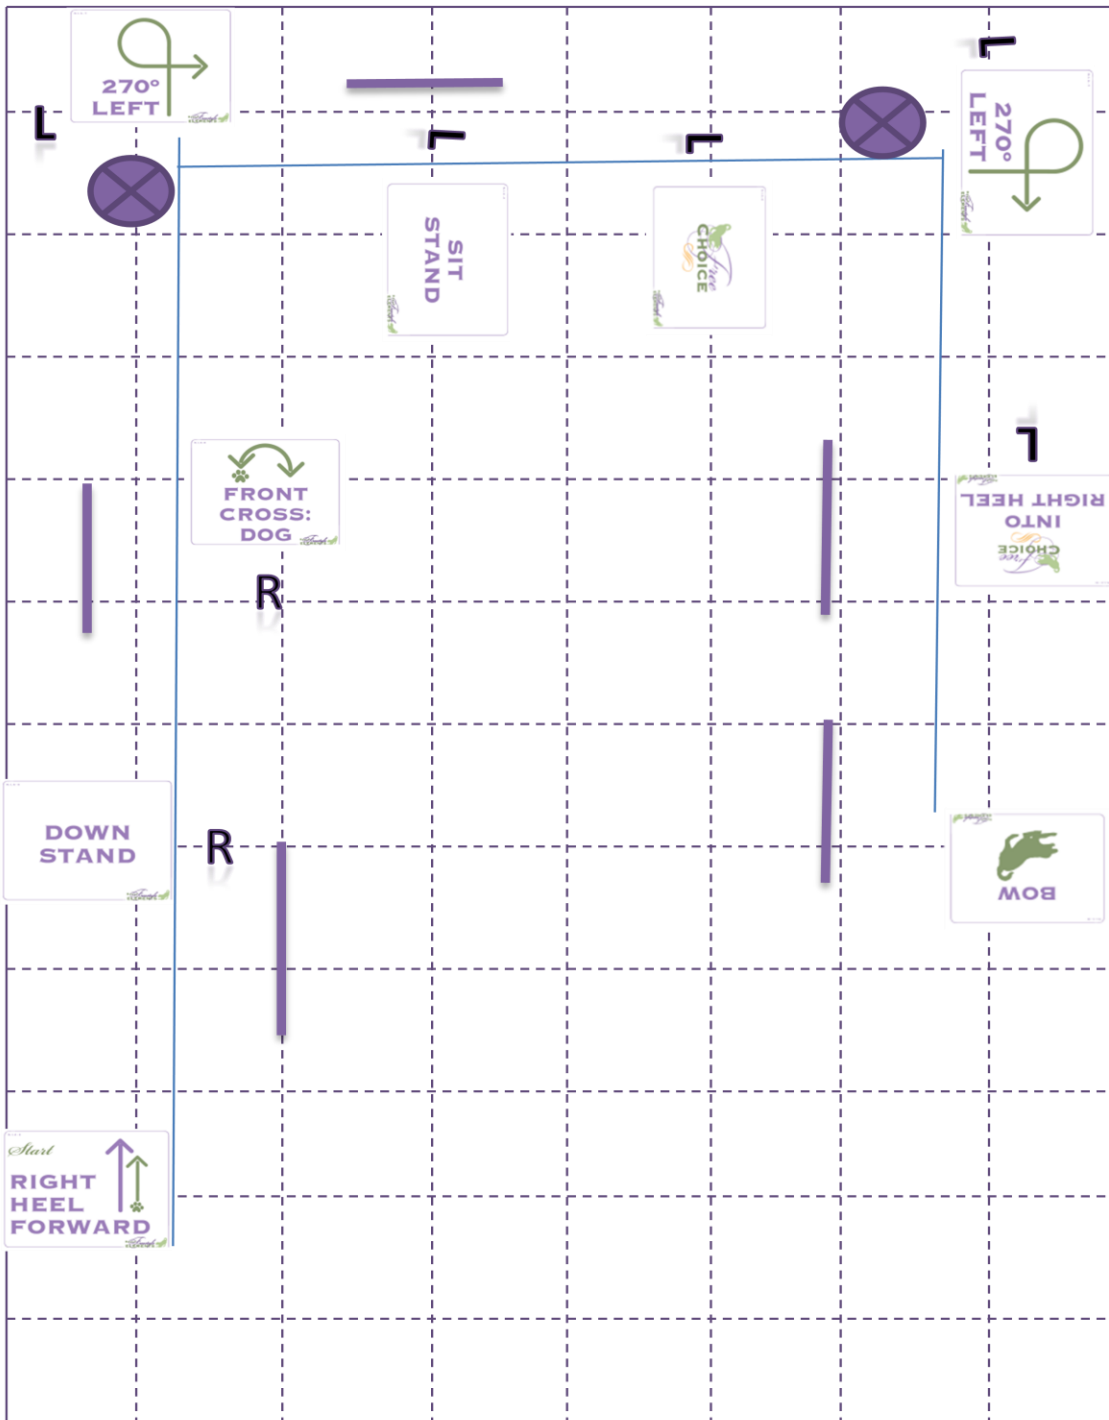 270°
LEFT
L
L
L
L
270°
LEFT
SIT
STAND
Free
CHOICE
FRONT
CROSS:
DOG
R
L
Free
CHOICE
INTO
RIGHT HEEL
DOWN
STAND
R
BOW
Start
RIGHT
HEEL
FORWARD